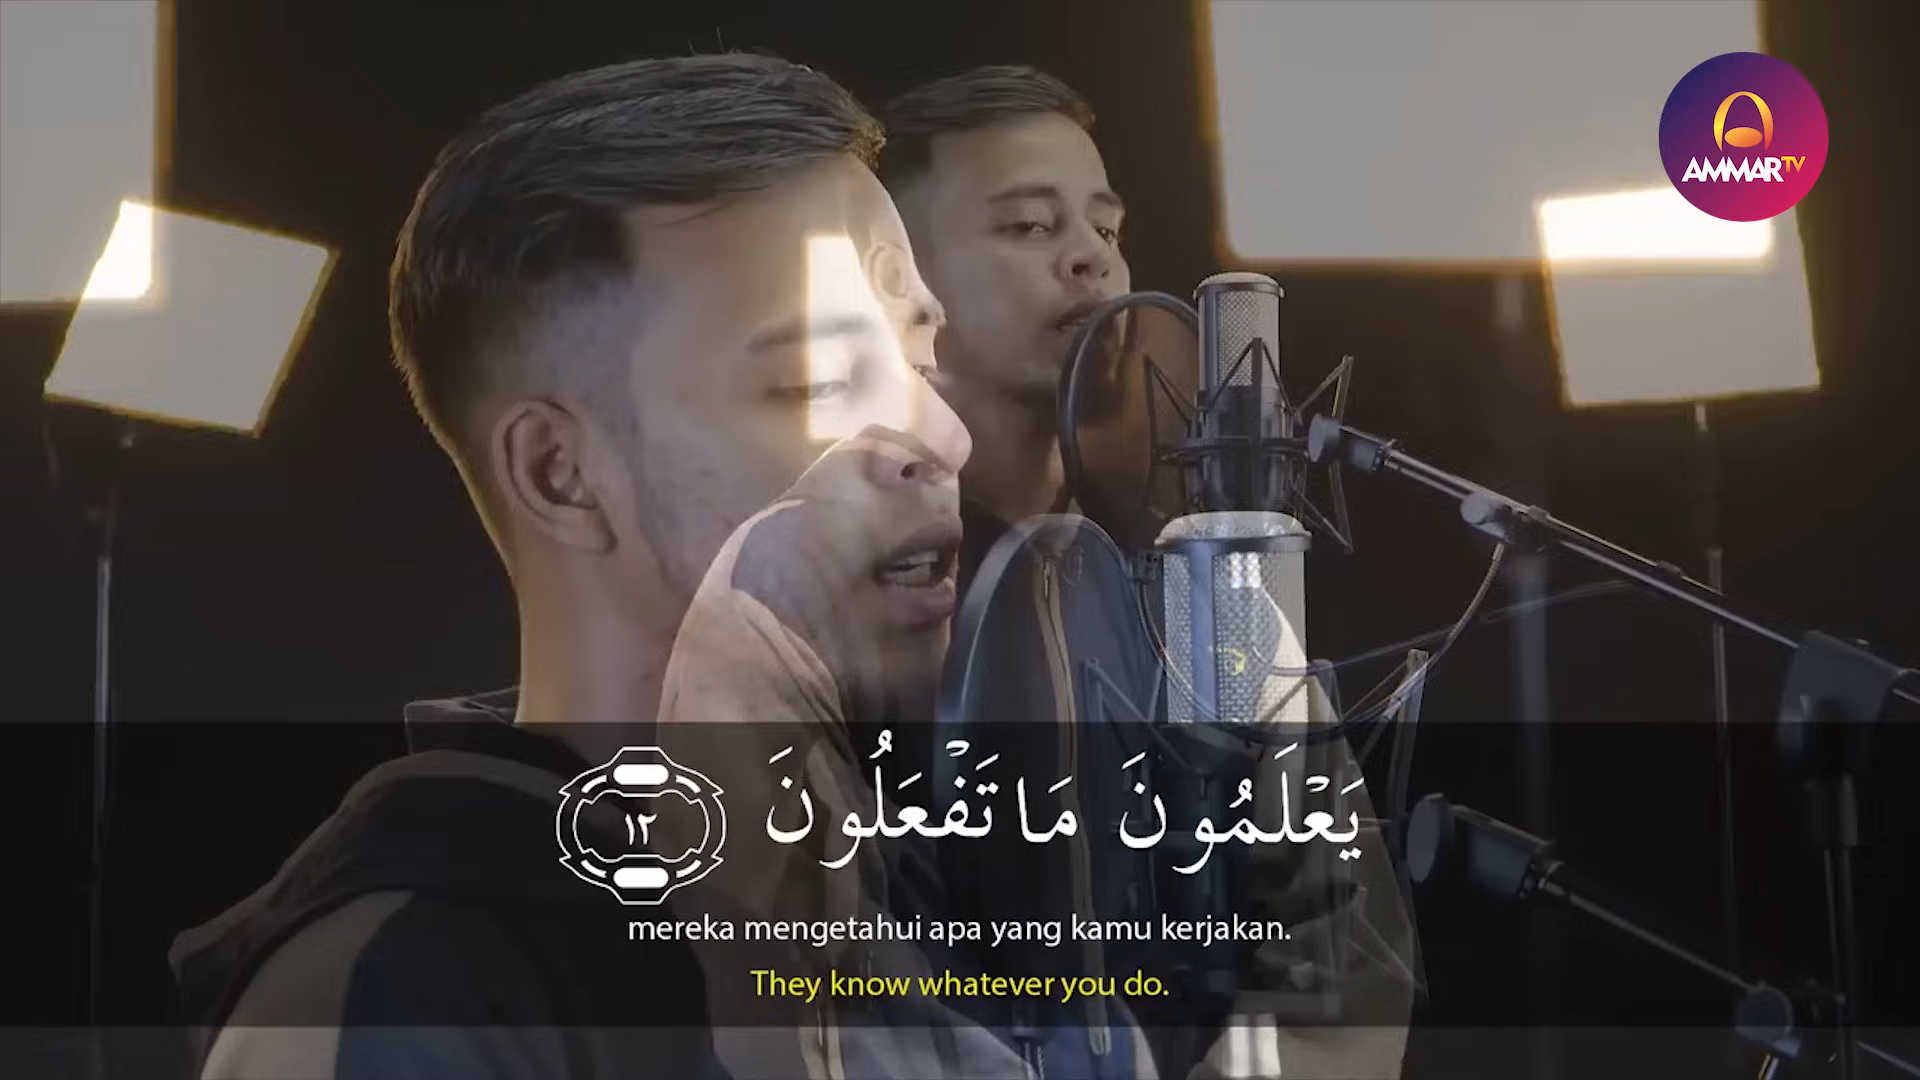 AMMARTV
يَعْلَمُونَ مَا تَفْعَلُونَ ١٢
mereka mengetahui apa yang kamu kerjakan.
They know whatever you do.